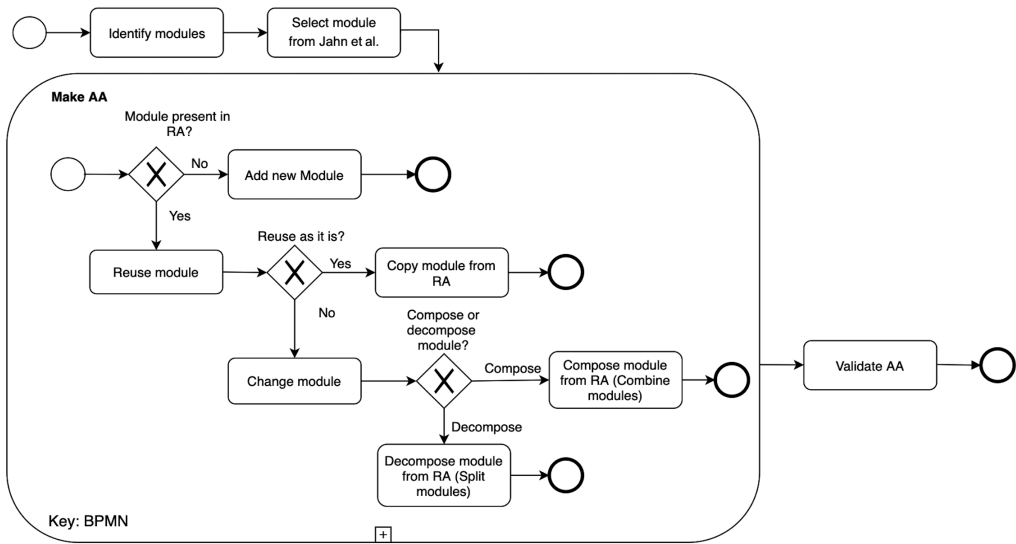 Identify modules
Select module
from Jahn et al.
Make AA
Module present in
RA?
No
Add new Module
Yes
Reuse module
Reuse as it is?
Yes
Copy module from
RA
No
Compose or
decompose
module?
Change module
Compose
Compose module
from RA (Combine
modules)
Validate AA
Decompose
Decompose module
from RA (Split
modules)
Key: BPMN
+